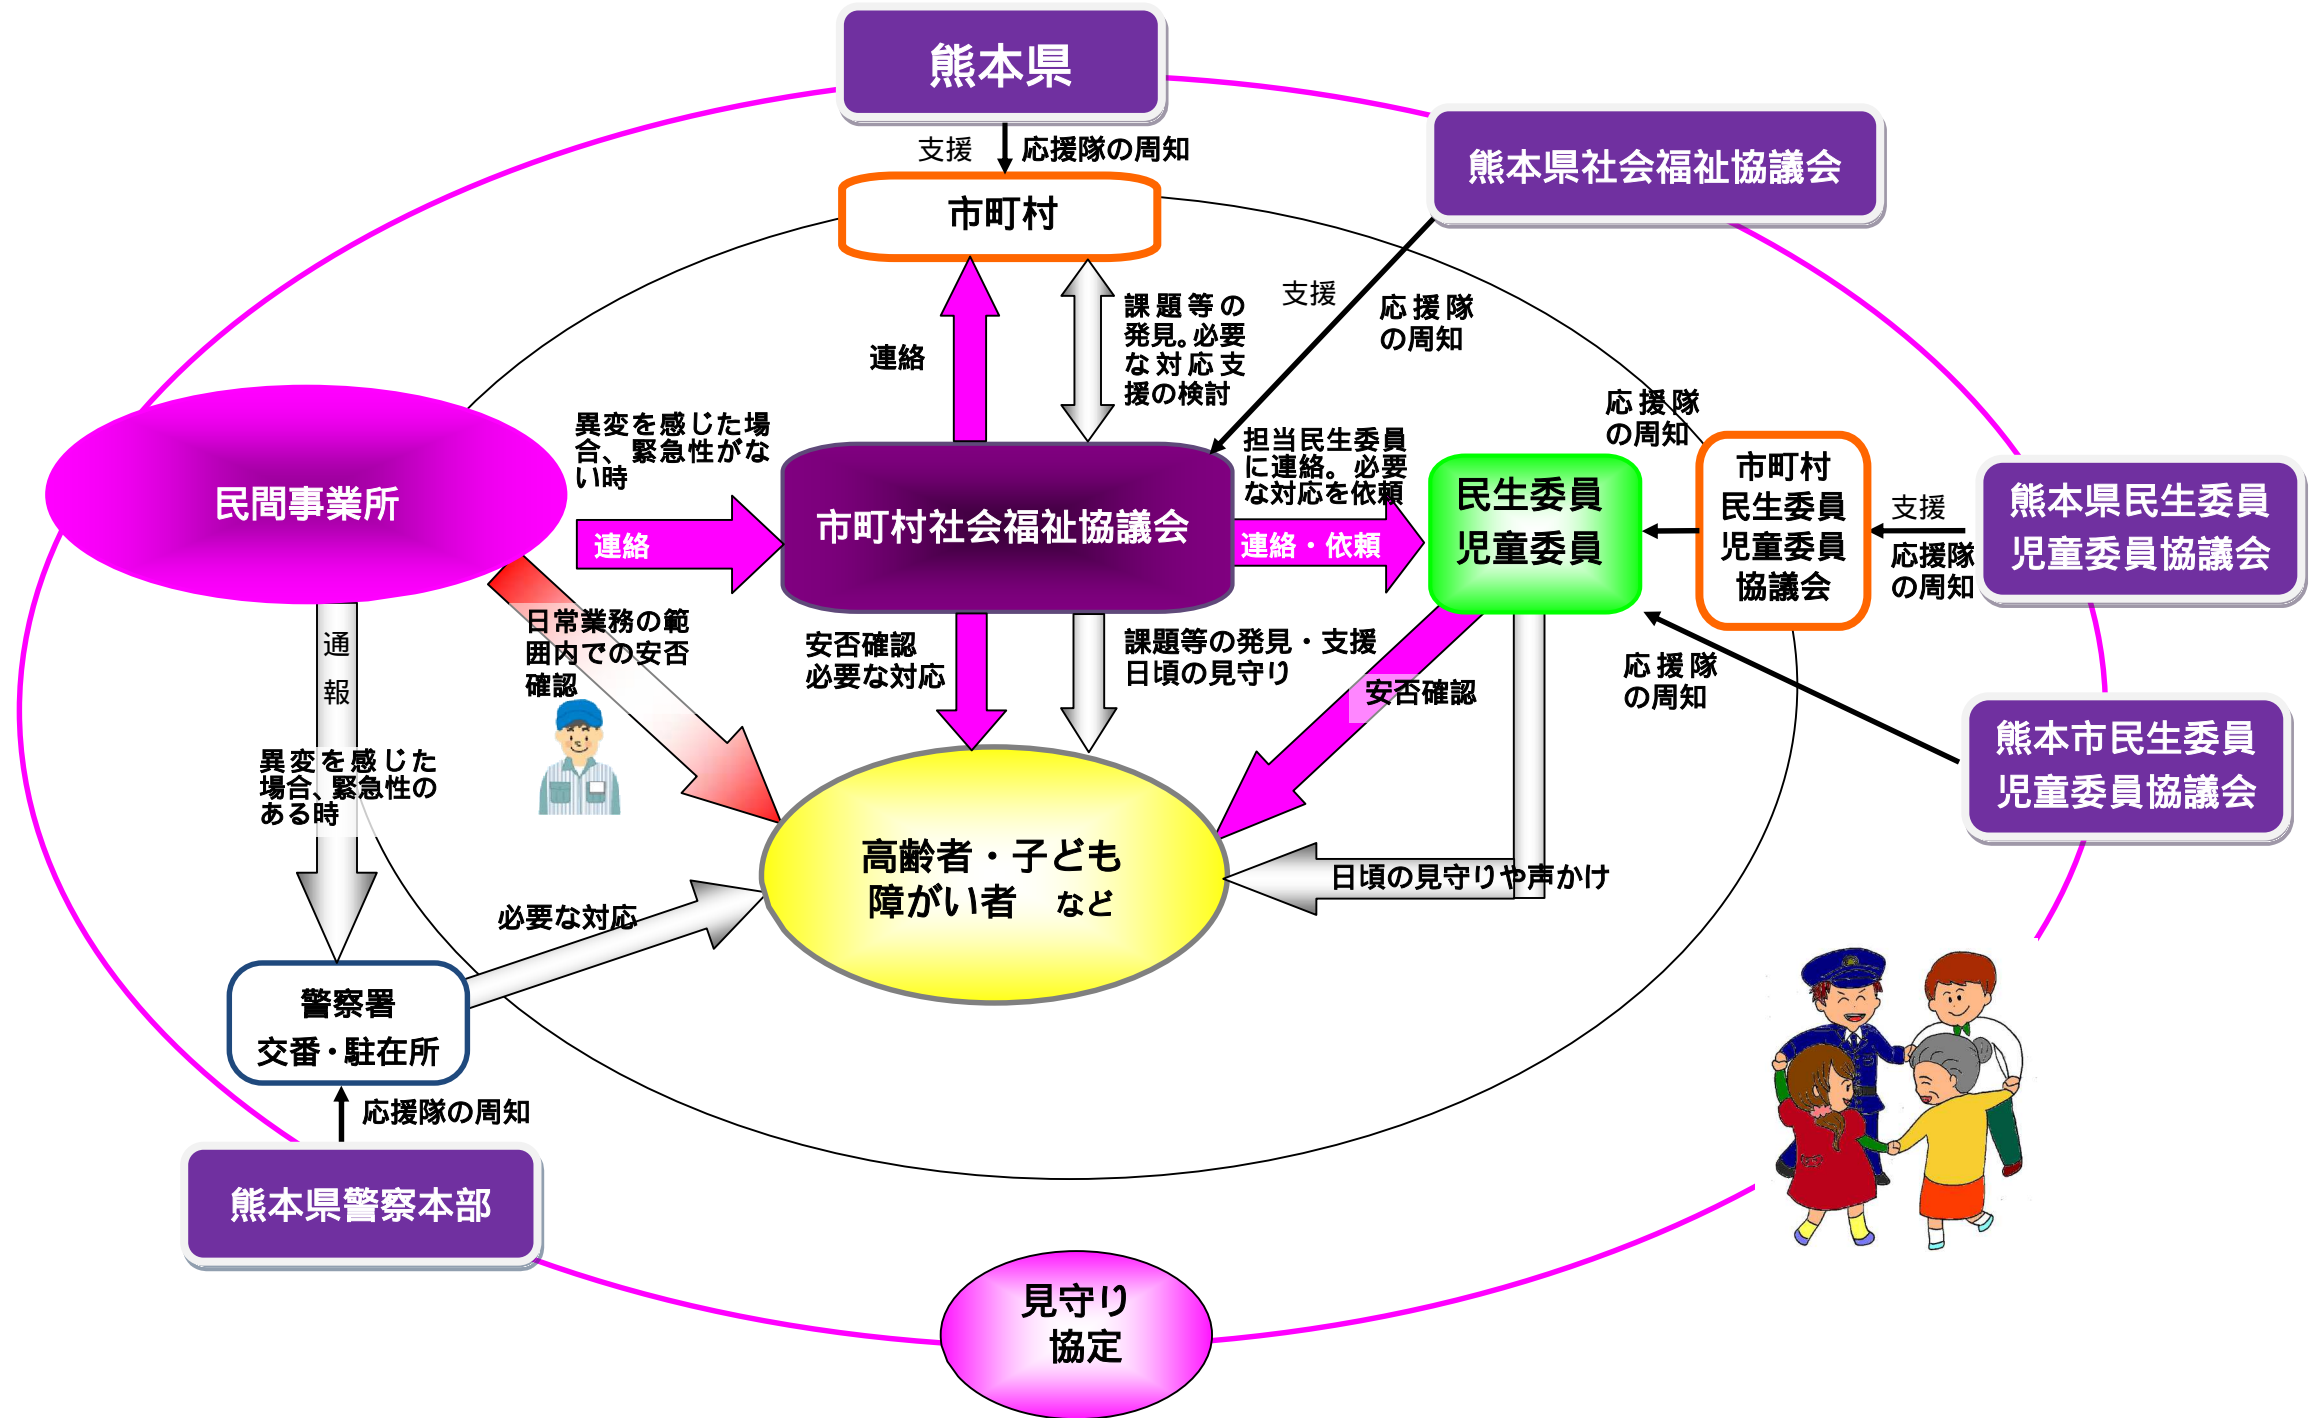 熊本県
支援
応援隊の周知
熊本県社会福祉協議会
市町村
支援
応援隊
の周知
連絡
課題等の
発見。必要
な対応支
援の検討
応援隊
の周知
異変を感じた場
合、緊急性がな
い時
担当民生委員
に連絡。必要
な対応を依頼
民間事業所
連絡
市町村社会福祉協議会
連絡・依頼
民生委員
児童委員
市町村
民生委員
児童委員
協議会
支援
応援隊
の周知
熊本県民生委員
児童委員協議会
日常業務の範
囲内での安否
確認
安否確認
必要な対応
課題等の発見・支援
日頃の見守り
安否確認
応援隊
の周知
熊本市民生委員
児童委員協議会
通
報
異変を感じた
場合、緊急性の
ある時
高齢者・子ども
障がい者 など
日頃の見守りや声かけ
必要な対応
警察署
交番・駐在所
応援隊の周知
熊本県警察本部
見守り
協定